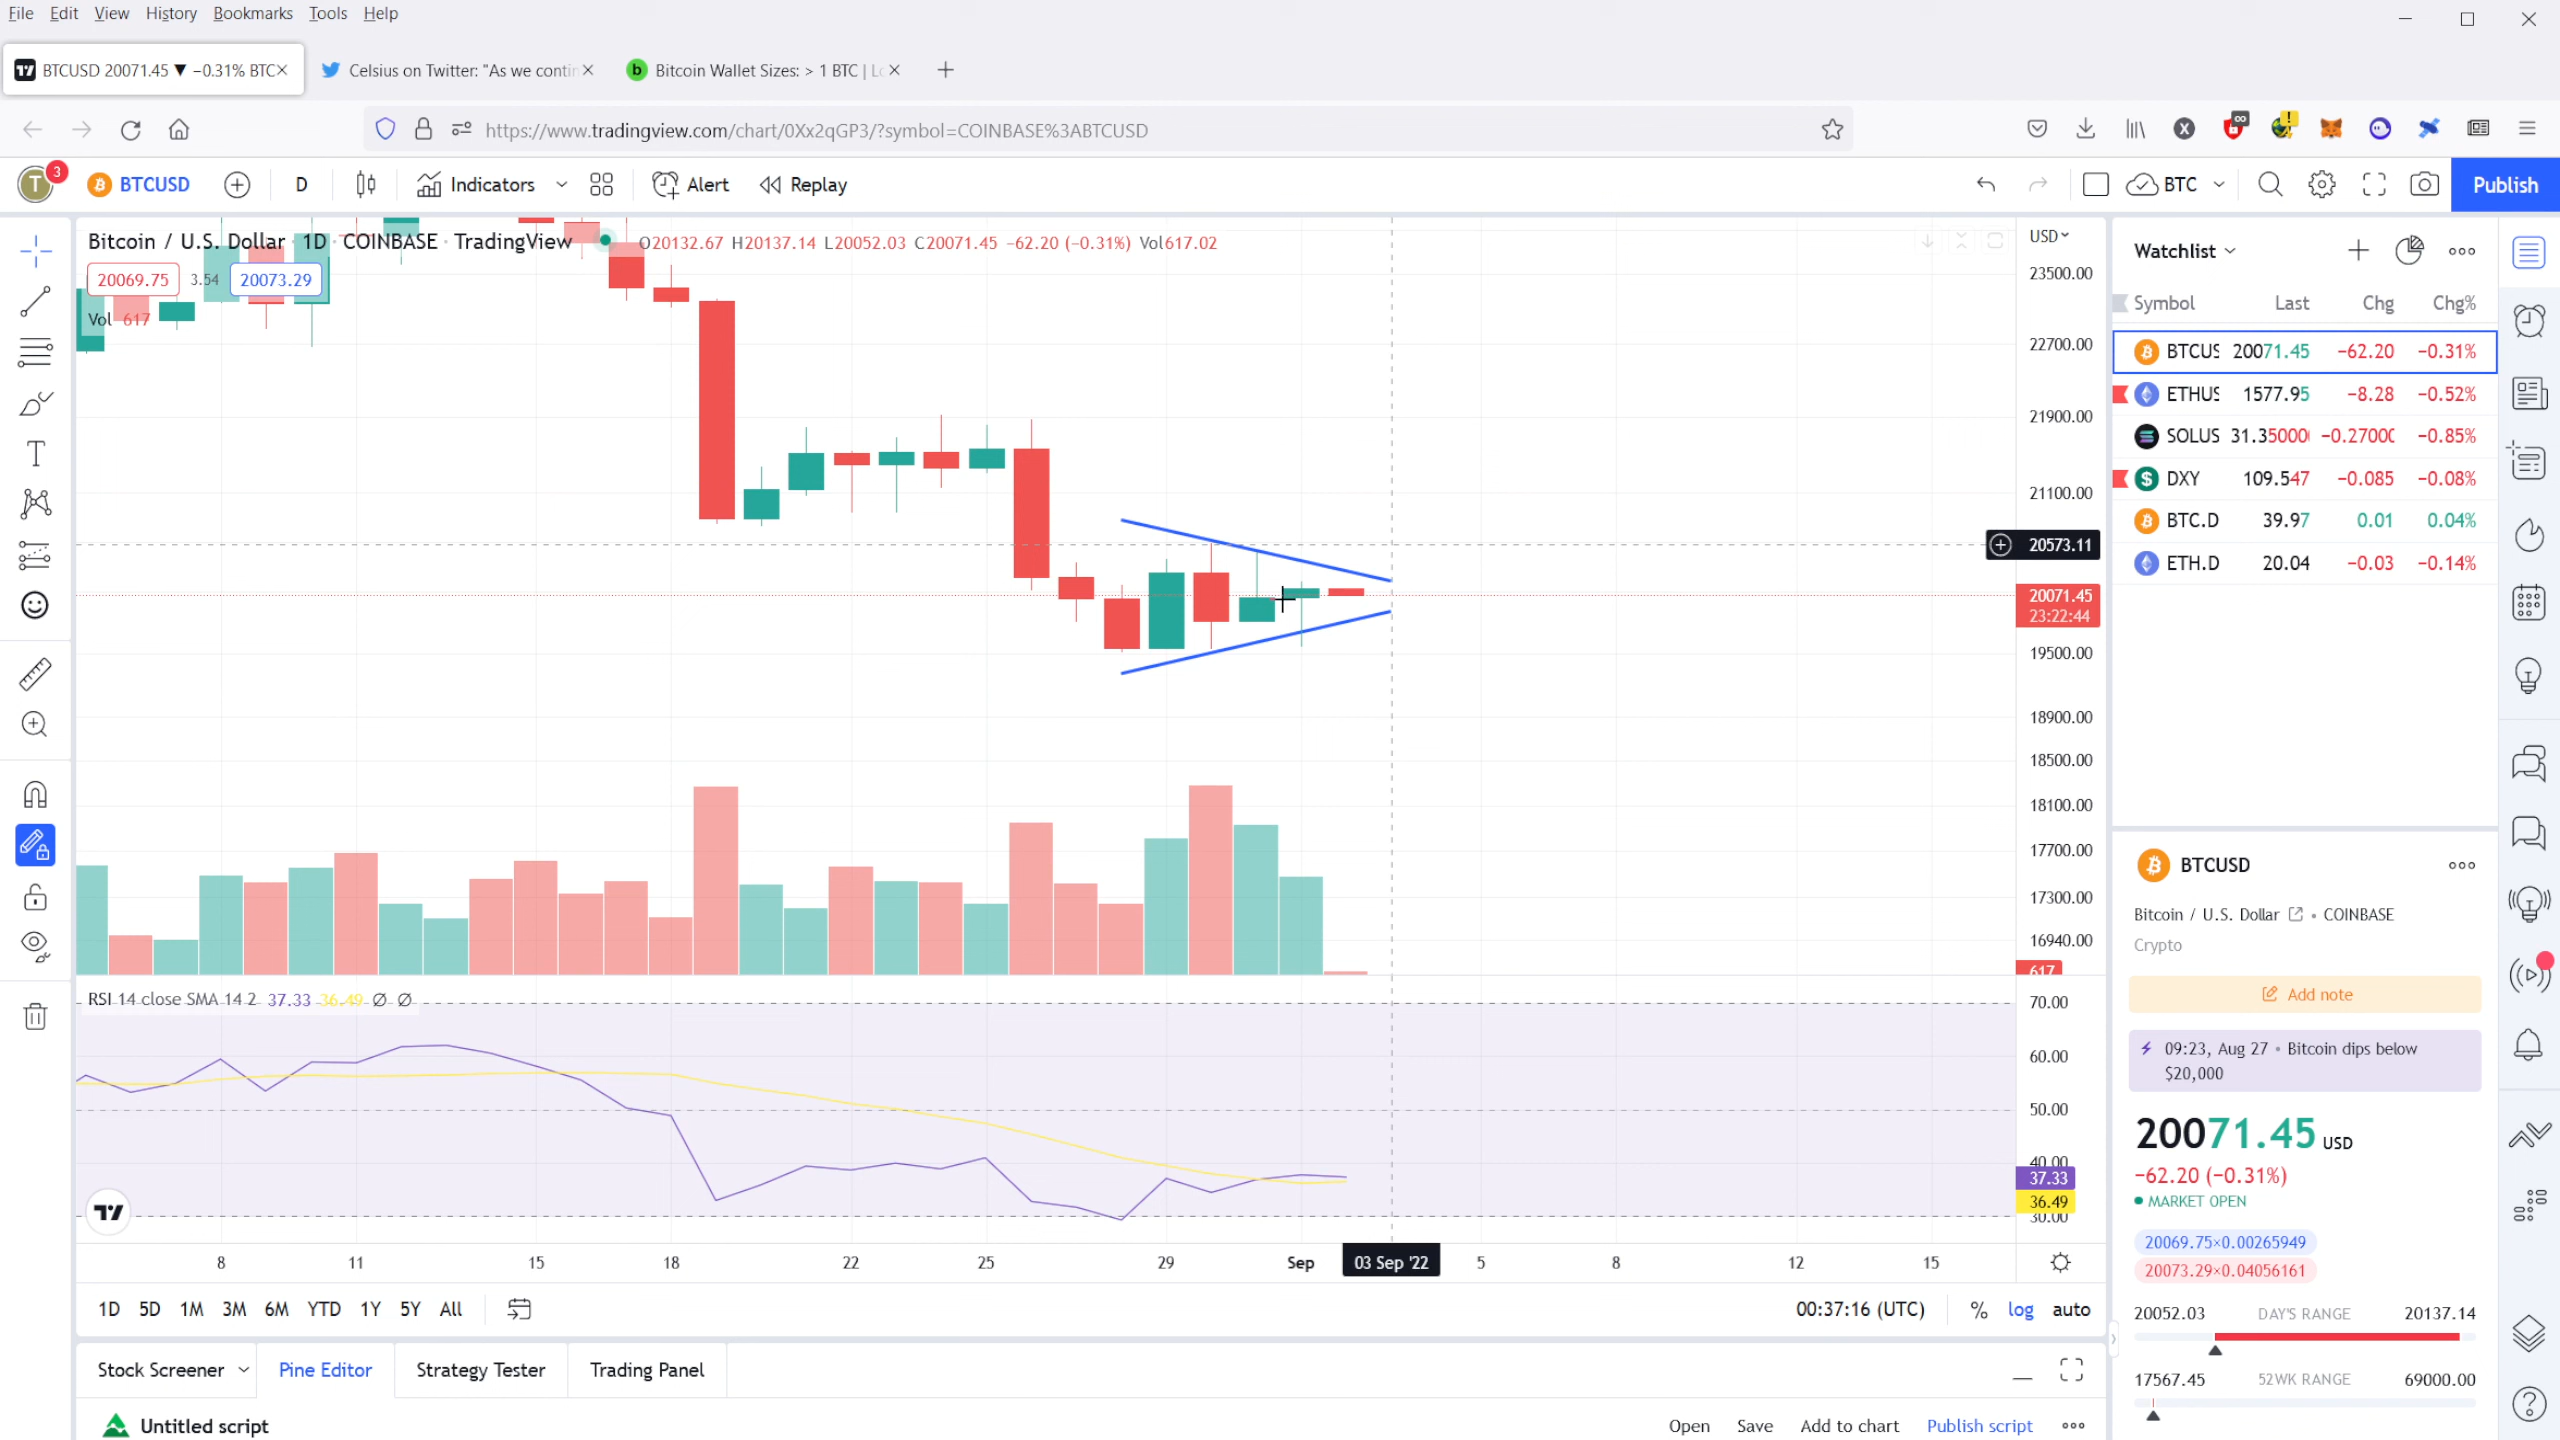 File Edit View History Bookmarks Tools Help
BTCUSD 20071.45 ▼ −0.31% BTC
Celsius on Twitter: "As we contin
Bitcoin Wallet Sizes: > 1 BTC | Lo
https://www.tradingview.com/chart/0Xx2qGP3/?symbol=COINBASE%3ABTCUSD
T 3 BTCUSD D Indicators Alert Replay BTC Publish
Bitcoin / U.S. Dollar · 1D · COINBASE · TradingView O20132.67 H20137.14 L20052.03 C20071.45 −62.20 (−0.31%) Vol617.02
20069.75 3.54 20073.29
Vol 617
USD
23500.00
22700.00
21900.00
21100.00
20573.11
20071.45
23:22:44
19500.00
18900.00
18500.00
18100.00
17700.00
17300.00
16940.00
617
RSI 14 close SMA 14 2 37.33 36.49 Ø Ø
70.00
60.00
50.00
40.00
37.33
36.49
30.00
8 11 15 18 22 25 29 Sep 03 Sep '22 5 8 12 15
1D 5D 1M 3M 6M YTD 1Y 5Y All 00:37:16 (UTC) % log auto
Stock Screener Pine Editor Strategy Tester Trading Panel
Untitled script Open Save Add to chart Publish script
Watchlist
Symbol Last Chg Chg%
BTCUS 20071.45 −62.20 −0.31%
ETHUS 1577.95 −8.28 −0.52%
SOLUS 31.35000 −0.27000 −0.85%
DXY 109.547 −0.085 −0.08%
BTC.D 39.97 0.01 0.04%
ETH.D 20.04 −0.03 −0.14%
BTCUSD
Bitcoin / U.S. Dollar • COINBASE
Crypto
Add note
09:23, Aug 27 • Bitcoin dips below
$20,000
20071.45 USD
−62.20 (−0.31%)
MARKET OPEN
20069.75×0.00265949
20073.29×0.04056161
20052.03 DAY'S RANGE 20137.14
17567.45 52WK RANGE 69000.00